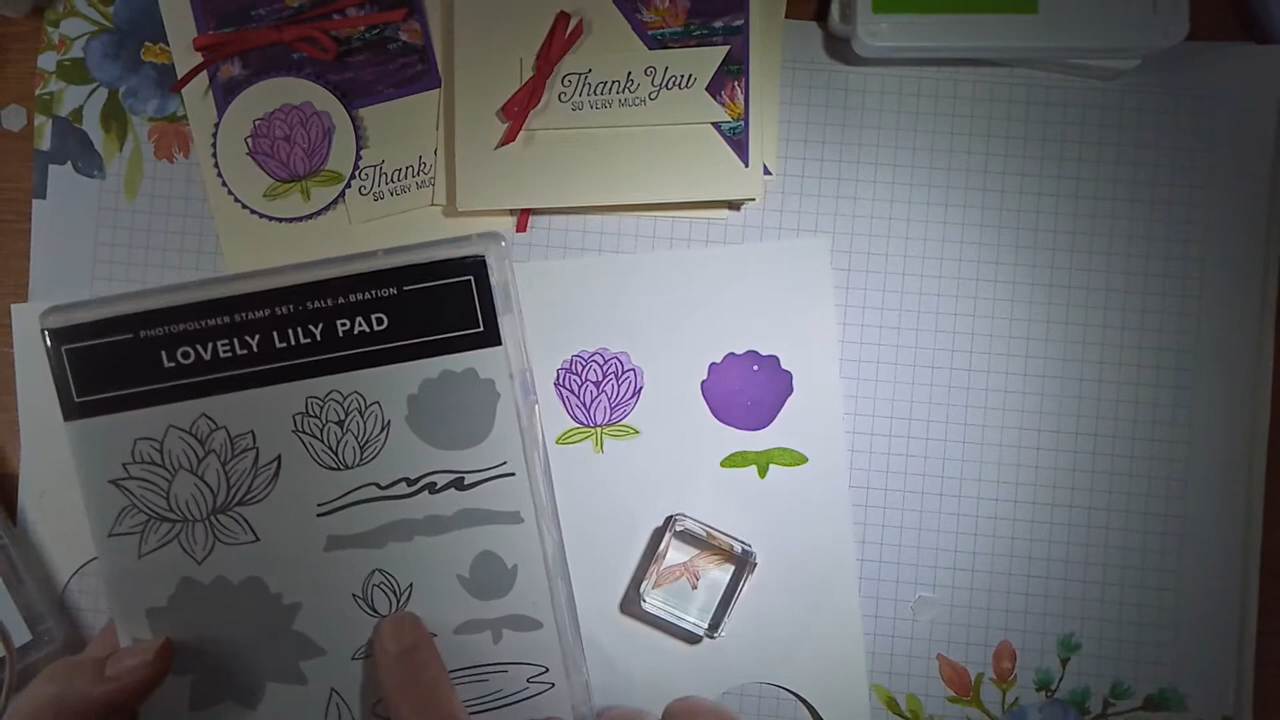 Thank You
SO VERY MUCH
Thank
SO VERY MUC
PHOTOPOLYMER STAMP SET • SALE-A-BRATION
LOVELY LILY PAD